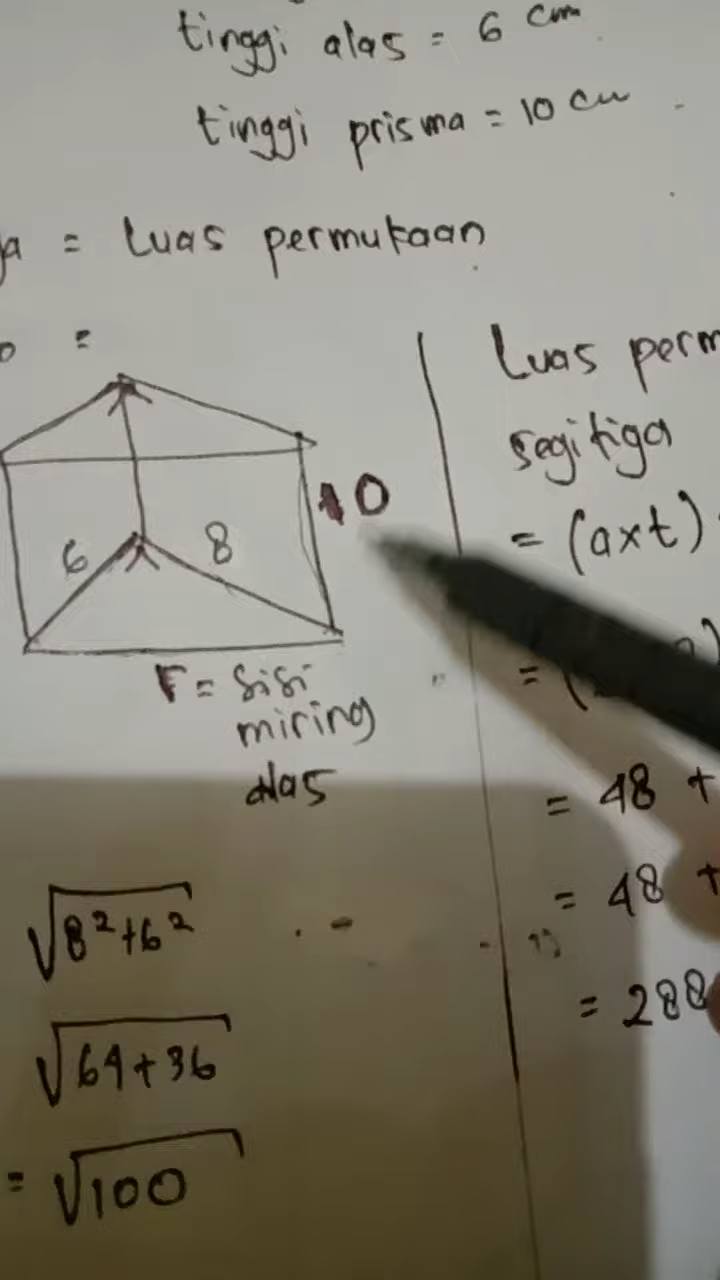 tinggi alas = 6 cm
tinggi prisma = 10 cm
= Luas permukaan
=
6
8
10
F = Sisi
miring
alas
√8²+6²
√64+36
= √100
Luas
segitiga
= (axt)
= (
= 48 +
= 48 +
= 288